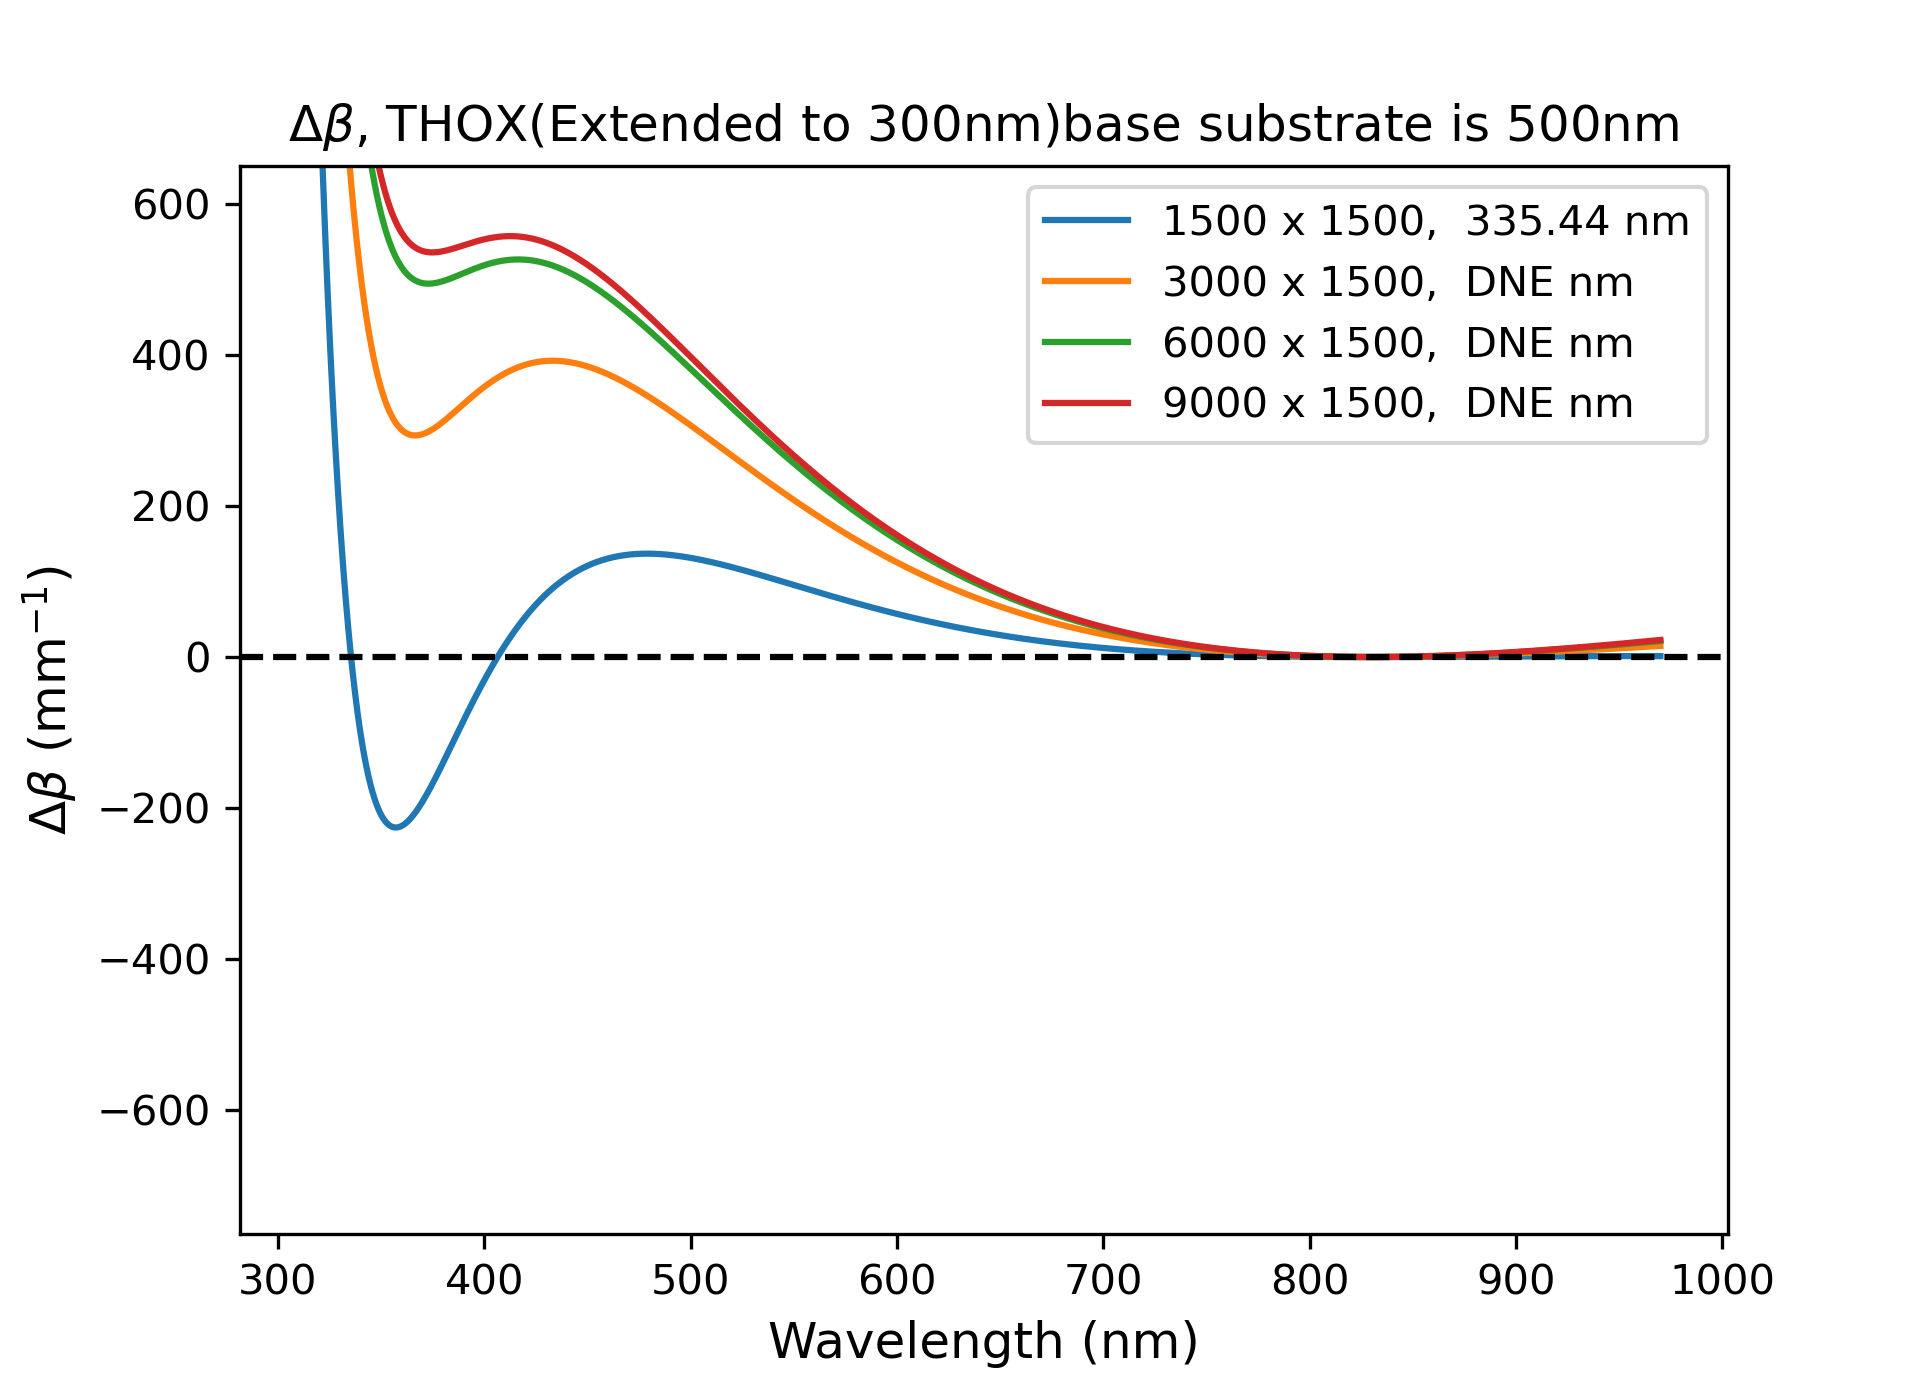 Δβ, THOX(Extended to 300nm)base substrate is 500nm
1500 x 1500,  335.44 nm
3000 x 1500,  DNE nm
6000 x 1500,  DNE nm
9000 x 1500,  DNE nm
600
400
200
0
−200
−400
−600
Δβ (mm⁻¹)
300 400 500 600 700 800 900 1000
Wavelength (nm)